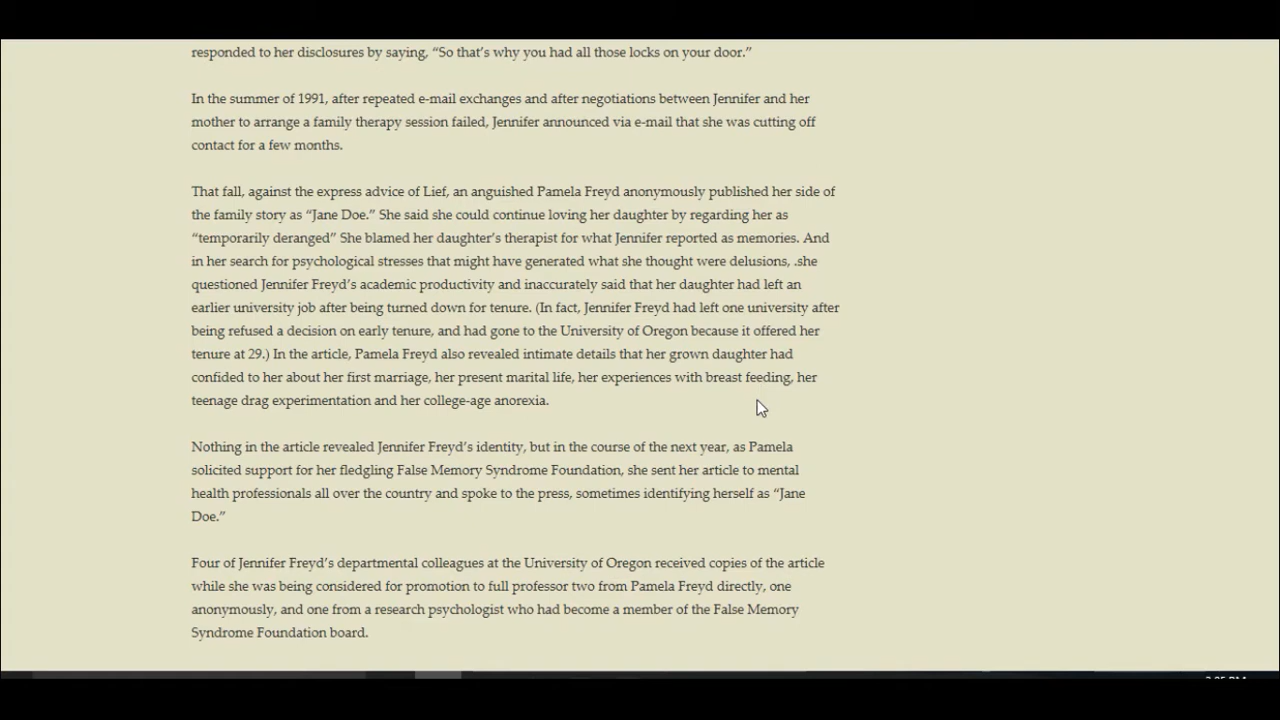 responded to her disclosures by saying, “So that’s why you had all those locks on your door.”
In the summer of 1991, after repeated e-mail exchanges and after negotiations between Jennifer and her
mother to arrange a family therapy session failed, Jennifer announced via e-mail that she was cutting off
contact for a few months.
That fall, against the express advice of Lief, an anguished Pamela Freyd anonymously published her side of
the family story as “Jane Doe.” She said she could continue loving her daughter by regarding her as
“temporarily deranged” She blamed her daughter’s therapist for what Jennifer reported as memories. And
in her search for psychological stresses that might have generated what she thought were delusions, .she
questioned Jennifer Freyd’s academic productivity and inaccurately said that her daughter had left an
earlier university job after being turned down for tenure. (In fact, Jennifer Freyd had left one university after
being refused a decision on early tenure, and had gone to the University of Oregon because it offered her
tenure at 29.) In the article, Pamela Freyd also revealed intimate details that her grown daughter had
confided to her about her first marriage, her present marital life, her experiences with breast feeding, her
teenage drag experimentation and her college-age anorexia.
Nothing in the article revealed Jennifer Freyd’s identity, but in the course of the next year, as Pamela
solicited support for her fledgling False Memory Syndrome Foundation, she sent her article to mental
health professionals all over the country and spoke to the press, sometimes identifying herself as “Jane
Doe.”
Four of Jennifer Freyd’s departmental colleagues at the University of Oregon received copies of the article
while she was being considered for promotion to full professor two from Pamela Freyd directly, one
anonymously, and one from a research psychologist who had become a member of the False Memory
Syndrome Foundation board.